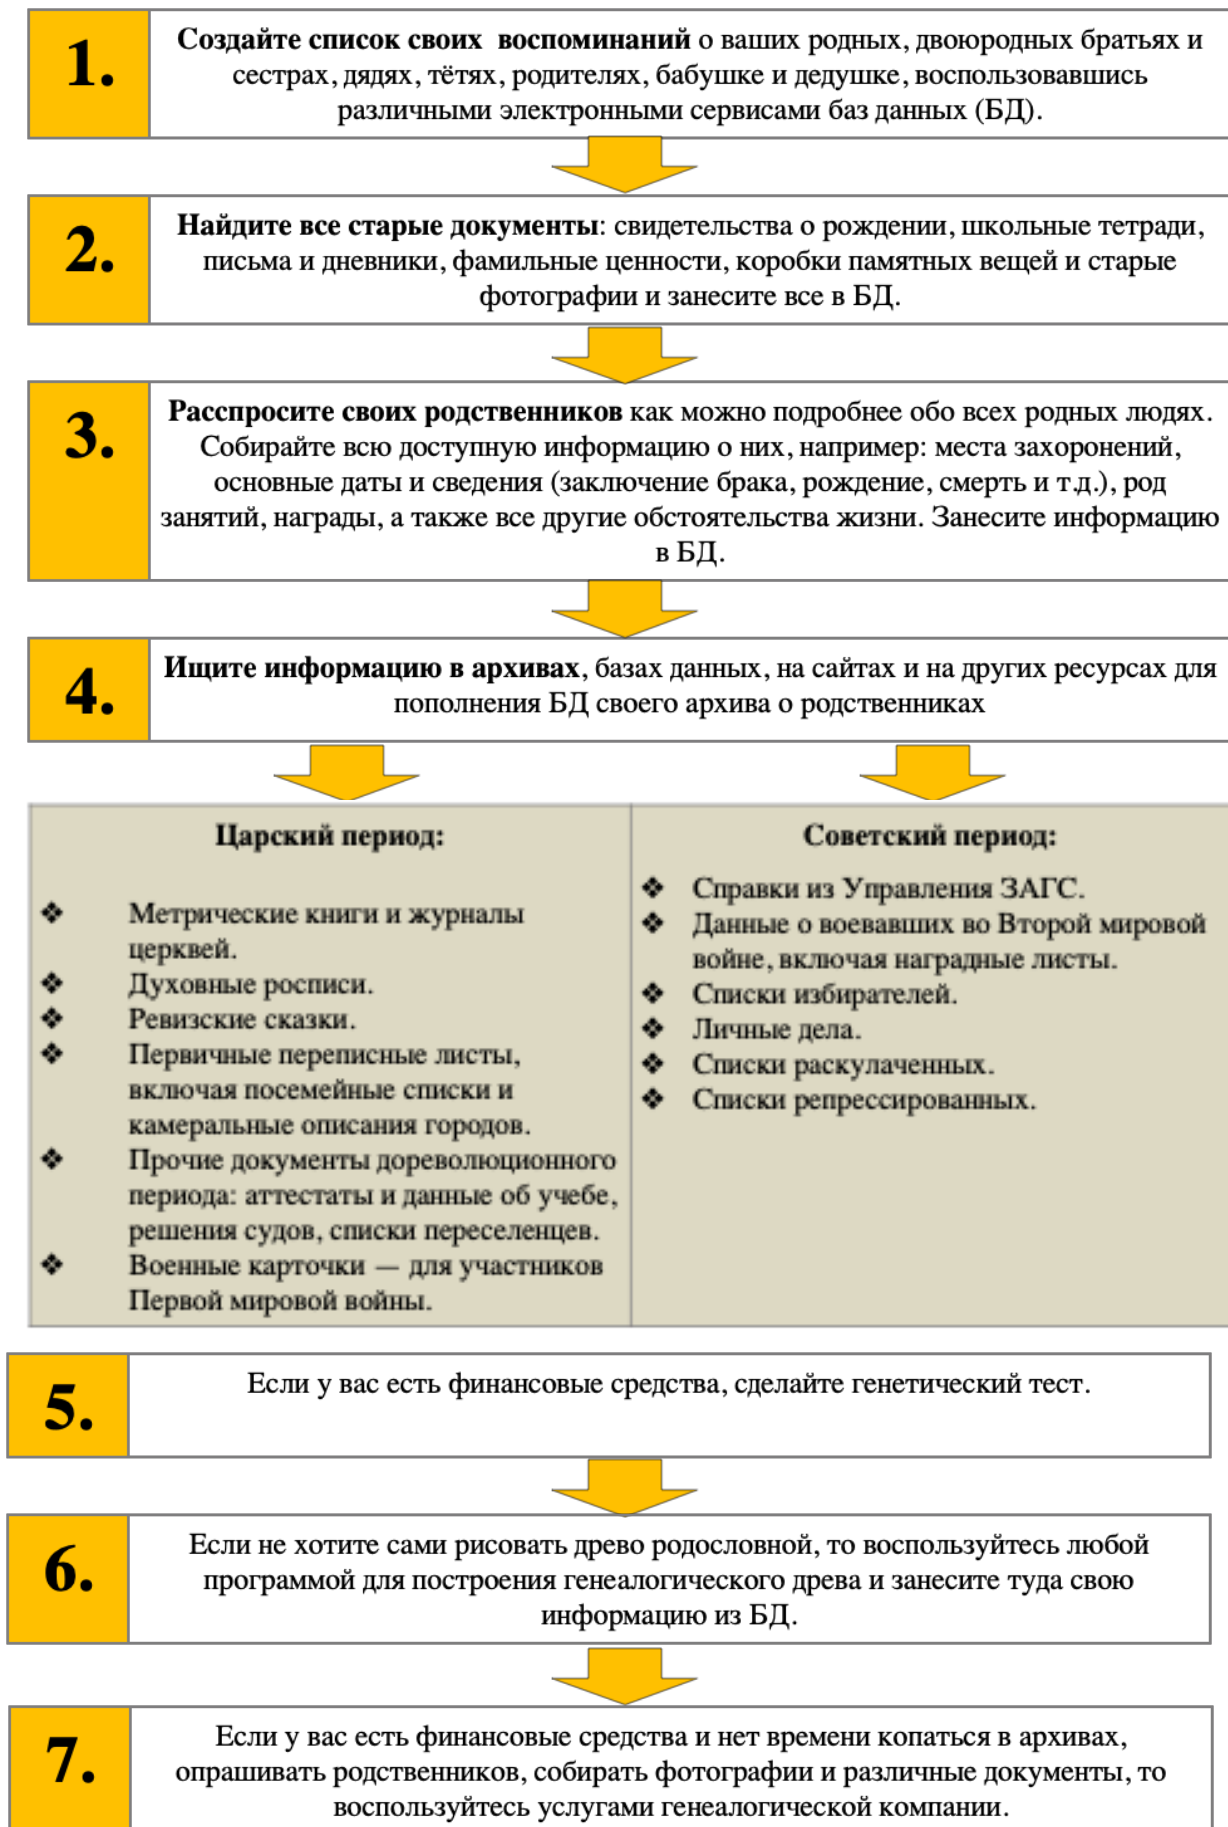 1.
Создайте список своих воспоминаний о ваших родных, двоюродных братьях и
сестрах, дядях, тётях, родителях, бабушке и дедушке, воспользовавшись
различными электронными сервисами баз данных (БД).
2.
Найдите все старые документы: свидетельства о рождении, школьные тетради,
письма и дневники, фамильные ценности, коробки памятных вещей и старые
фотографии и занесите все в БД.
3.
Расспросите своих родственников как можно подробнее обо всех родных людях.
Собирайте всю доступную информацию о них, например: места захоронений,
основные даты и сведения (заключение брака, рождение, смерть и т.д.), род
занятий, награды, а также все другие обстоятельства жизни. Занесите информацию
в БД.
4.
Ищите информацию в архивах, базах данных, на сайтах и на других ресурсах для
пополнения БД своего архива о родственниках
Царский период:
❖ Метрические книги и журналы
церквей.
❖ Духовные росписи.
❖ Ревизские сказки.
❖ Первичные переписные листы,
включая посемейные списки и
камеральные описания городов.
❖ Прочие документы дореволюционного
периода: аттестаты и данные об учебе,
решения судов, списки переселенцев.
❖ Военные карточки — для участников
Первой мировой войны.
Советский период:
❖ Справки из Управления ЗАГС.
❖ Данные о воевавших во Второй мировой
войне, включая наградные листы.
❖ Списки избирателей.
❖ Личные дела.
❖ Списки раскулаченных.
❖ Списки репрессированных.
5.
Если у вас есть финансовые средства, сделайте генетический тест.
6.
Если не хотите сами рисовать древо родословной, то воспользуйтесь любой
программой для построения генеалогического древа и занесите туда свою
информацию из БД.
7.
Если у вас есть финансовые средства и нет времени копаться в архивах,
опрашивать родственников, собирать фотографии и различные документы, то
воспользуйтесь услугами генеалогической компании.